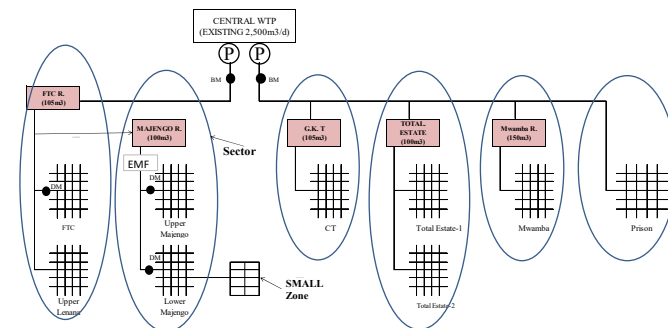 CENTRAL WTP
(EXISTING 2,500m3/d)
P
P
BM
BM
FTC R.
(105m3)
MAJENGO R.
(100m3)
G.K. T
(105m3)
TOTAL.
ESTATE
(100m3)
Mwamba R.
(150m3)
Sector
EMF
DM
DM
FTC
Upper
Majengo
CT
Total Estate-1
Mwamba
Prison
DM
Upper
Lenana
Lower
Majengo
SMALL
Zone
Total Estate-2